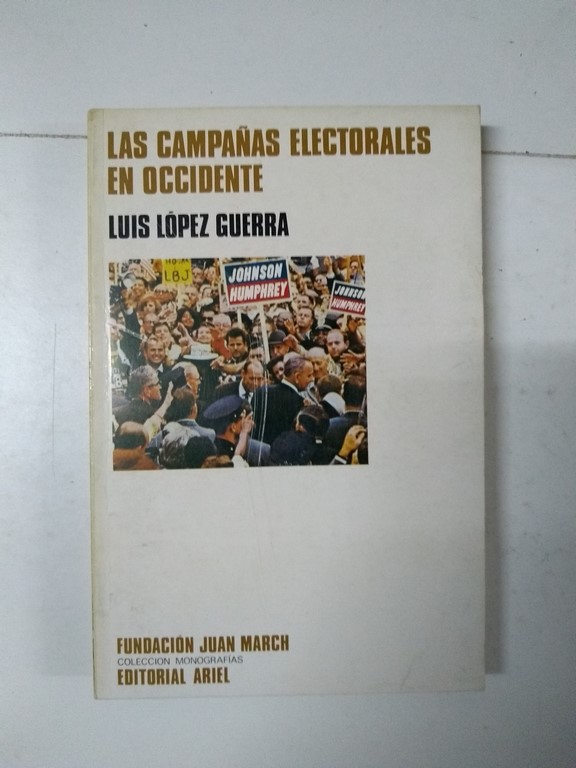 LAS CAMPAÑAS ELECTORALES
EN OCCIDENTE
LUIS LÓPEZ GUERRA
LBJ
JOHNSON
HUMPHREY
JOHNSON
HUMPHREY
FUNDACIÓN JUAN MARCH
COLECCION MONOGRAFIAS
EDITORIAL ARIEL